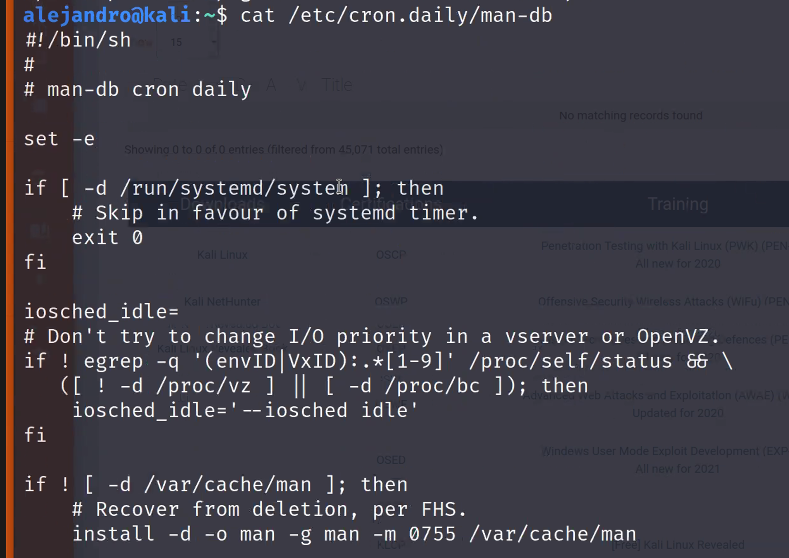 alejandro@kali:~$ cat /etc/cron.daily/man-db
#!/bin/sh
#
# man-db cron daily
set -e
if [ -d /run/systemd/system ]; then
    # Skip in favour of systemd timer.
    exit 0
fi
iosched_idle=
# Don't try to change I/O priority in a vserver or OpenVZ.
if ! egrep -q '(envID|VxID):.*[1-9]' /proc/self/status && \
   ([ ! -d /proc/vz ] || [ -d /proc/bc ]); then
    iosched_idle='--iosched idle'
fi
if ! [ -d /var/cache/man ]; then
    # Recover from deletion, per FHS.
    install -d -o man -g man -m 0755 /var/cache/man
15
A
V
Title
No matching records found
Showing 0 to 0 of 0 entries (filtered from 45,071 total entries)
Downloads
Certifications
Training
Kali Linux
OSCP
Penetration Testing with Kali Linux (PWK) (PEN
All new for 2020
Kali NetHunter
OSWP
Offensive Security Wireless Attacks (WiFu) (PEN
Advanced Web Attacks and Exploitation (AWAE)
Updated for 2020
OSED
Windows User Mode Exploit Development (EXP
All new for 2021
[Free] Kali Linux Revealed